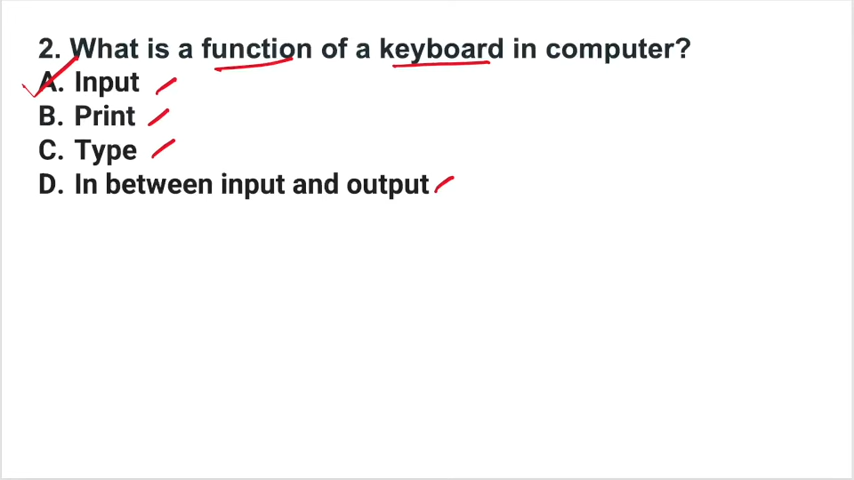 2. What is a function of a keyboard in computer?
A. Input
B. Print
C. Type
D. In between input and output